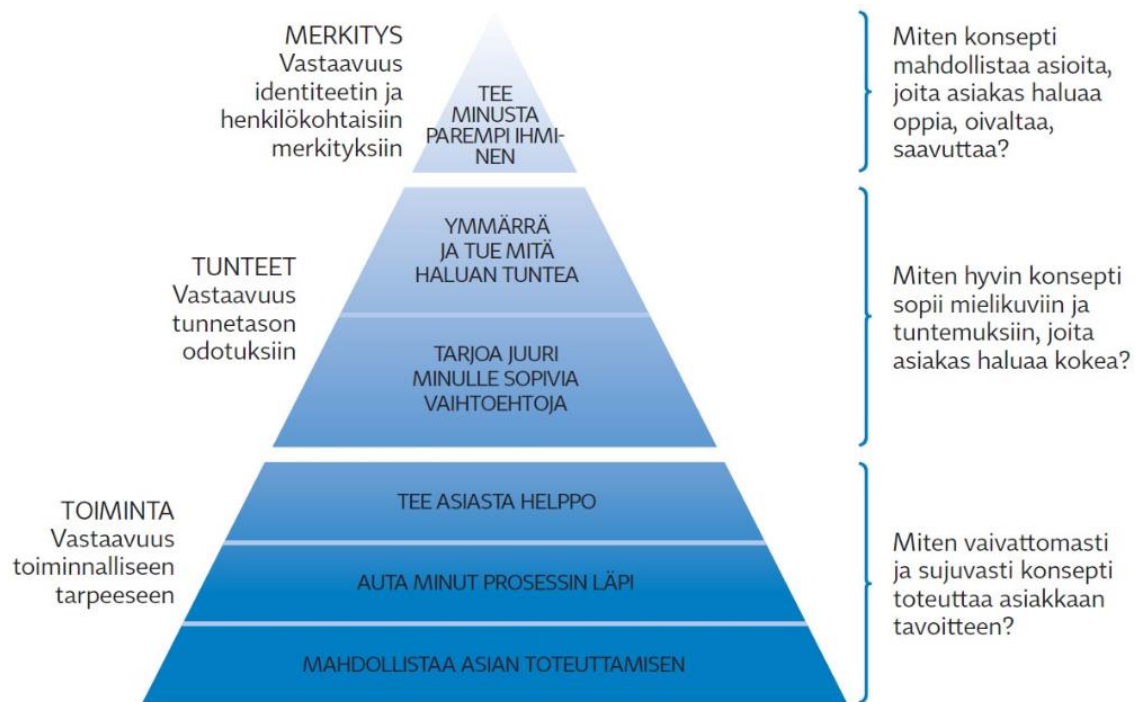 MERKITYS
Vastaavuus
identiteetin ja
henkilökohtaisiin
merkityksiin
TEE
MINUSTA
PAREMPI IHMI-
NEN
Miten konsepti
mahdollistaa asioita,
joita asiakas haluaa
oppia, oivaltaa,
saavuttaa?
TUNTEET
Vastaavuus
tunnetason
odotuksiin
YMMÄRRÄ
JA TUE MITÄ
HALUAN TUNTEA
TARJOA JUURI
MINULLE SOPIVIA
VAIHTOEHTOJA
Miten hyvin konsepti
sopii mielikuviin ja
tuntemuksiin, joita
asiakas haluaa kokea?
TOIMINTA
Vastaavuus
toiminnalliseen
tarpeeseen
TEE ASIASTA HELPPO
AUTA MINUT PROSESSIN LÄPI
MAHDOLLISTAA ASIAN TOTEUTTAMISEN
Miten vaivattomasti
ja sujuvasti konsepti
toteuttaa asiakkaan
tavoitteen?